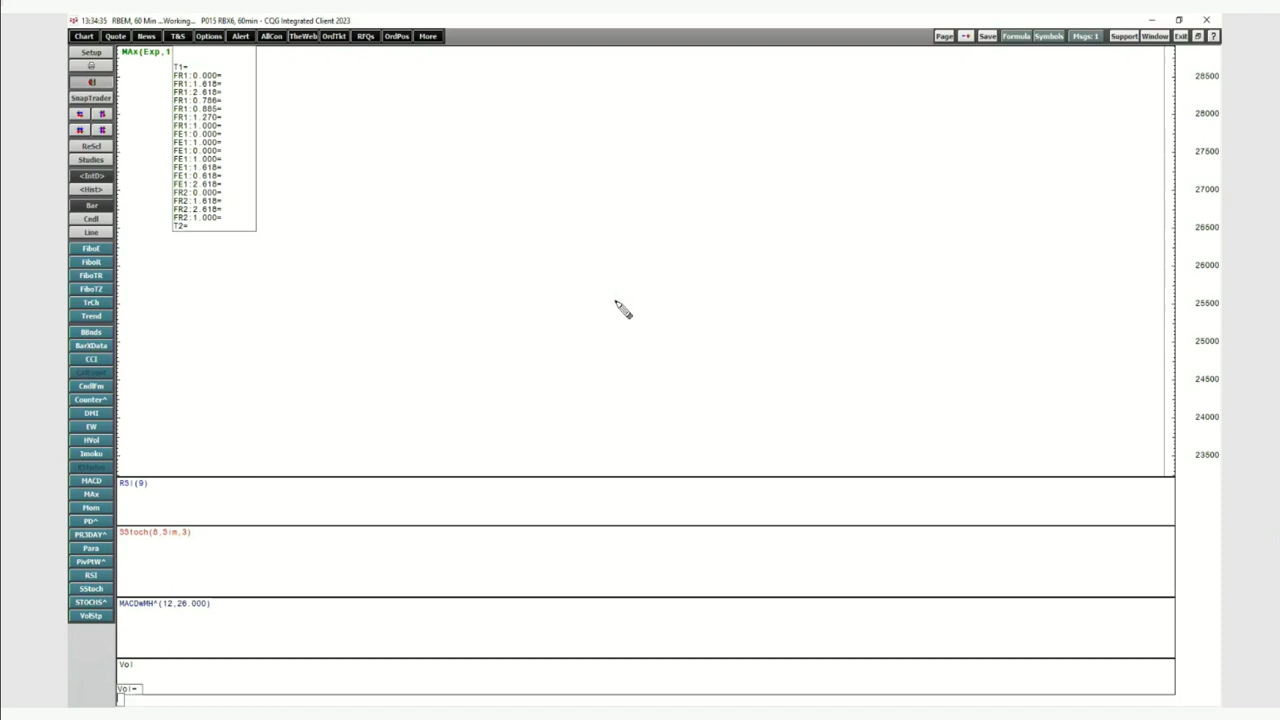 13:34:35 RBEM, 60 Min ...Working... P015 RBX6, 60min - CQG Integrated Client 2023
Chart Quote News T&S Options Alert AllCon TheWeb OrdTkt RFQs OrdPos More Page Save Formula Symbols Msgs: 1 Support Window Exit ?
Setup
SnapTrader
ReScl
Studies
<IntD>
<Hist>
Bar
Cndl
Line
FiboE
FiboR
FiboTR
FiboTZ
TrCh
Trend
BBnds
BarXData
CCI
CndlFm
Counter^
DMI
EW
HVol
Imoku
MACD
MAx
Mom
PD^
PR3DAY^
Para
PivPtW^
RSI
SStoch
STOCHS^
VolStp
MAx(Exp,1
T1=
FR1:0.000=
FR1:1.618=
FR1:2.618=
FR1:0.786=
FR1:0.885=
FR1:1.270=
FR1:1.000=
FE1:0.000=
FE1:1.000=
FE1:0.000=
FE1:1.000=
FE1:1.618=
FE1:0.618=
FE1:2.618=
FR2:0.000=
FR2:1.618=
FR2:2.618=
FR2:1.000=
T2=
28500
28000
27500
27000
26500
26000
25500
25000
24500
24000
23500
RSI(9)
SStoch(8,Sim,3)
MACDwMH^(12,26.000)
Vol
Vol=